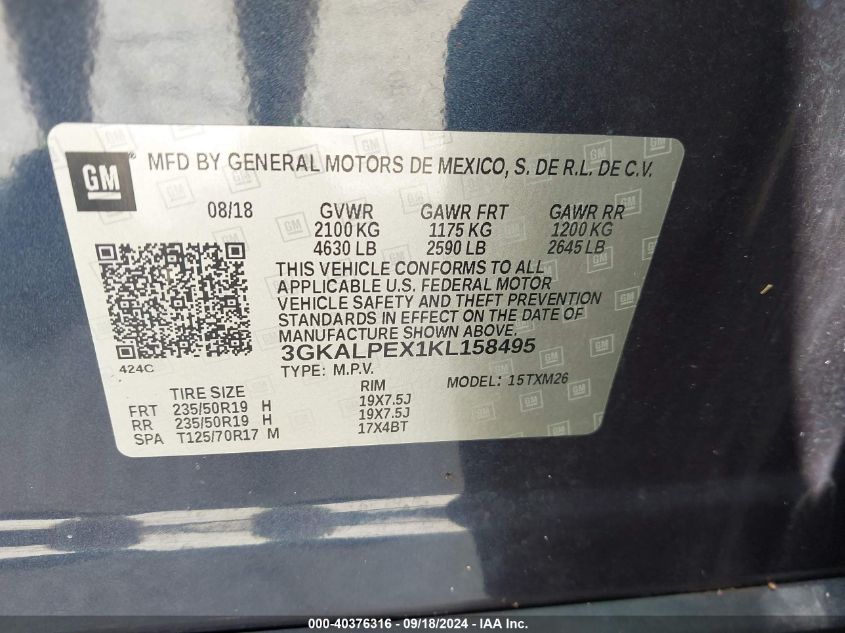 GM
MFD BY GENERAL MOTORS DE MEXICO, S. DE R.L. DE C.V.
08/18 GVWR GAWR FRT GAWR RR
2100 KG 1175 KG 1200 KG
4630 LB 2590 LB 2645 LB
THIS VEHICLE CONFORMS TO ALL
APPLICABLE U.S. FEDERAL MOTOR
VEHICLE SAFETY AND THEFT PREVENTION
STANDARDS IN EFFECT ON THE DATE OF
MANUFACTURE SHOWN ABOVE.
424C 3GKALPEX1KL158495
TYPE: M.P.V. MODEL: 15TXM26
TIRE SIZE RIM
FRT 235/50R19 H 19X7.5J
RR 235/50R19 H 19X7.5J
SPA T125/70R17 M 17X4BT
000-40376316 - 09/18/2024 - IAA Inc.